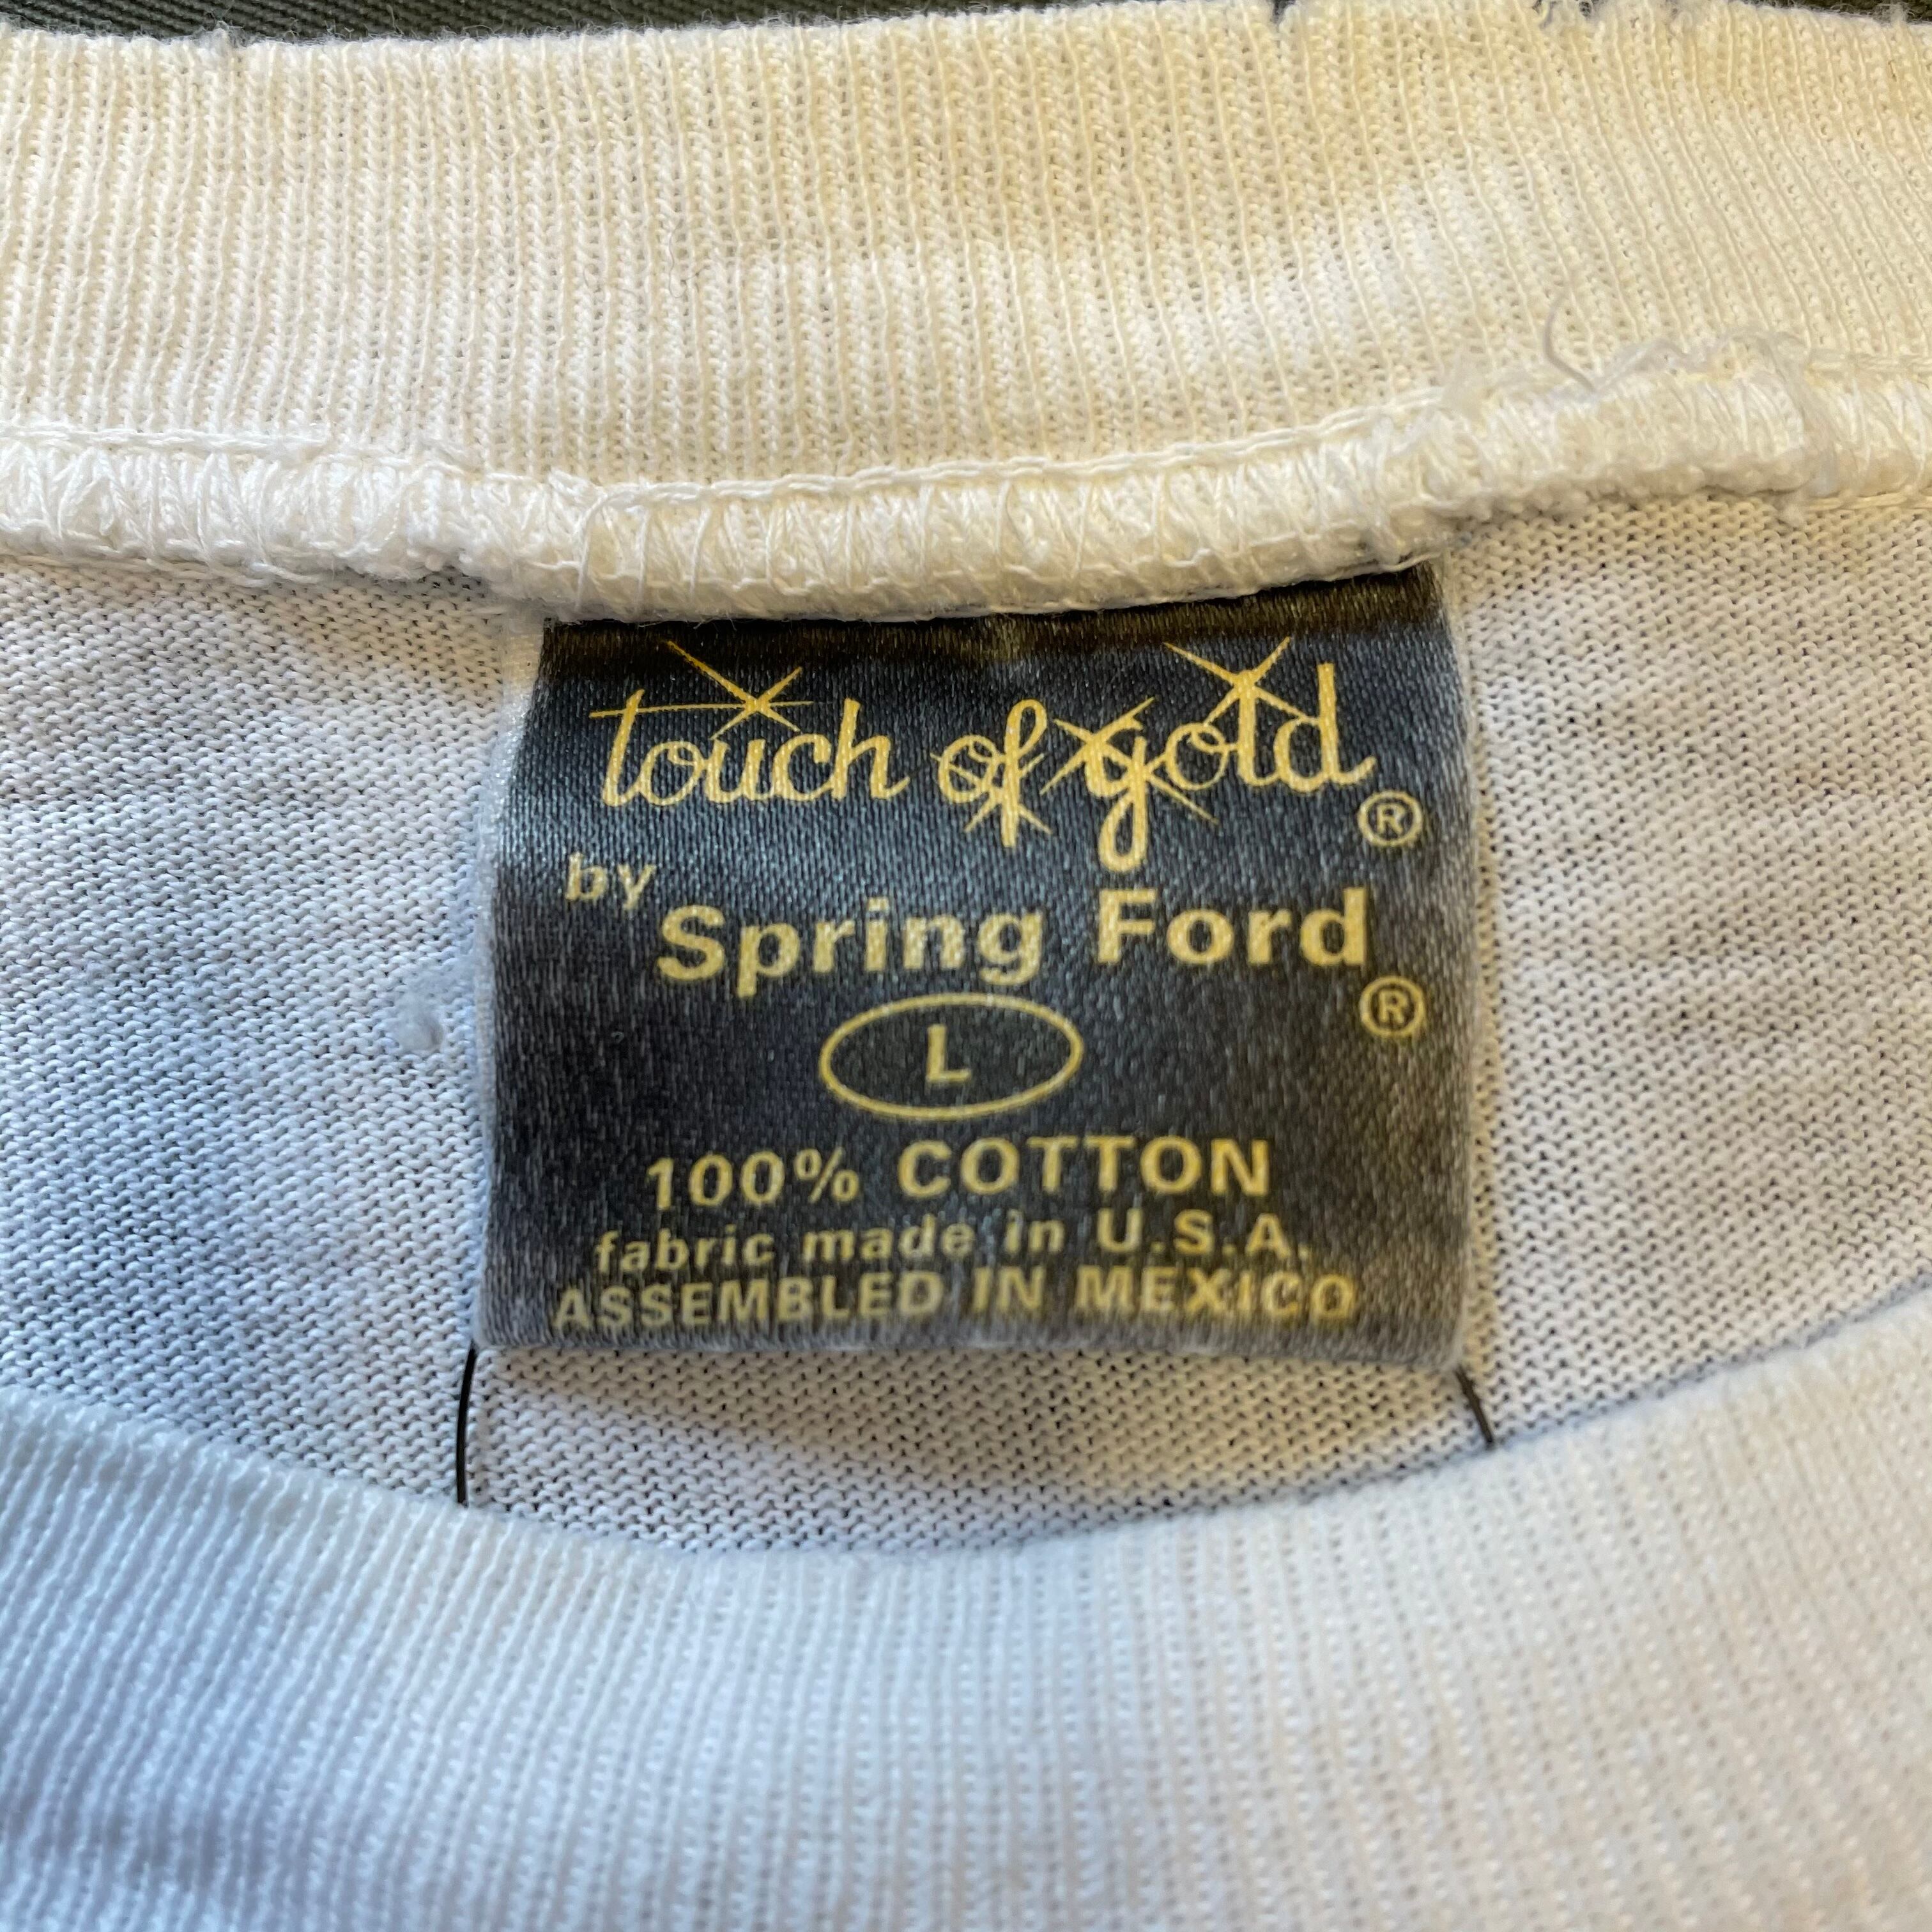 touch of gold ®
by Spring Ford ®
L
100% COTTON
fabric made in U.S.A.
ASSEMBLED IN MEXICO